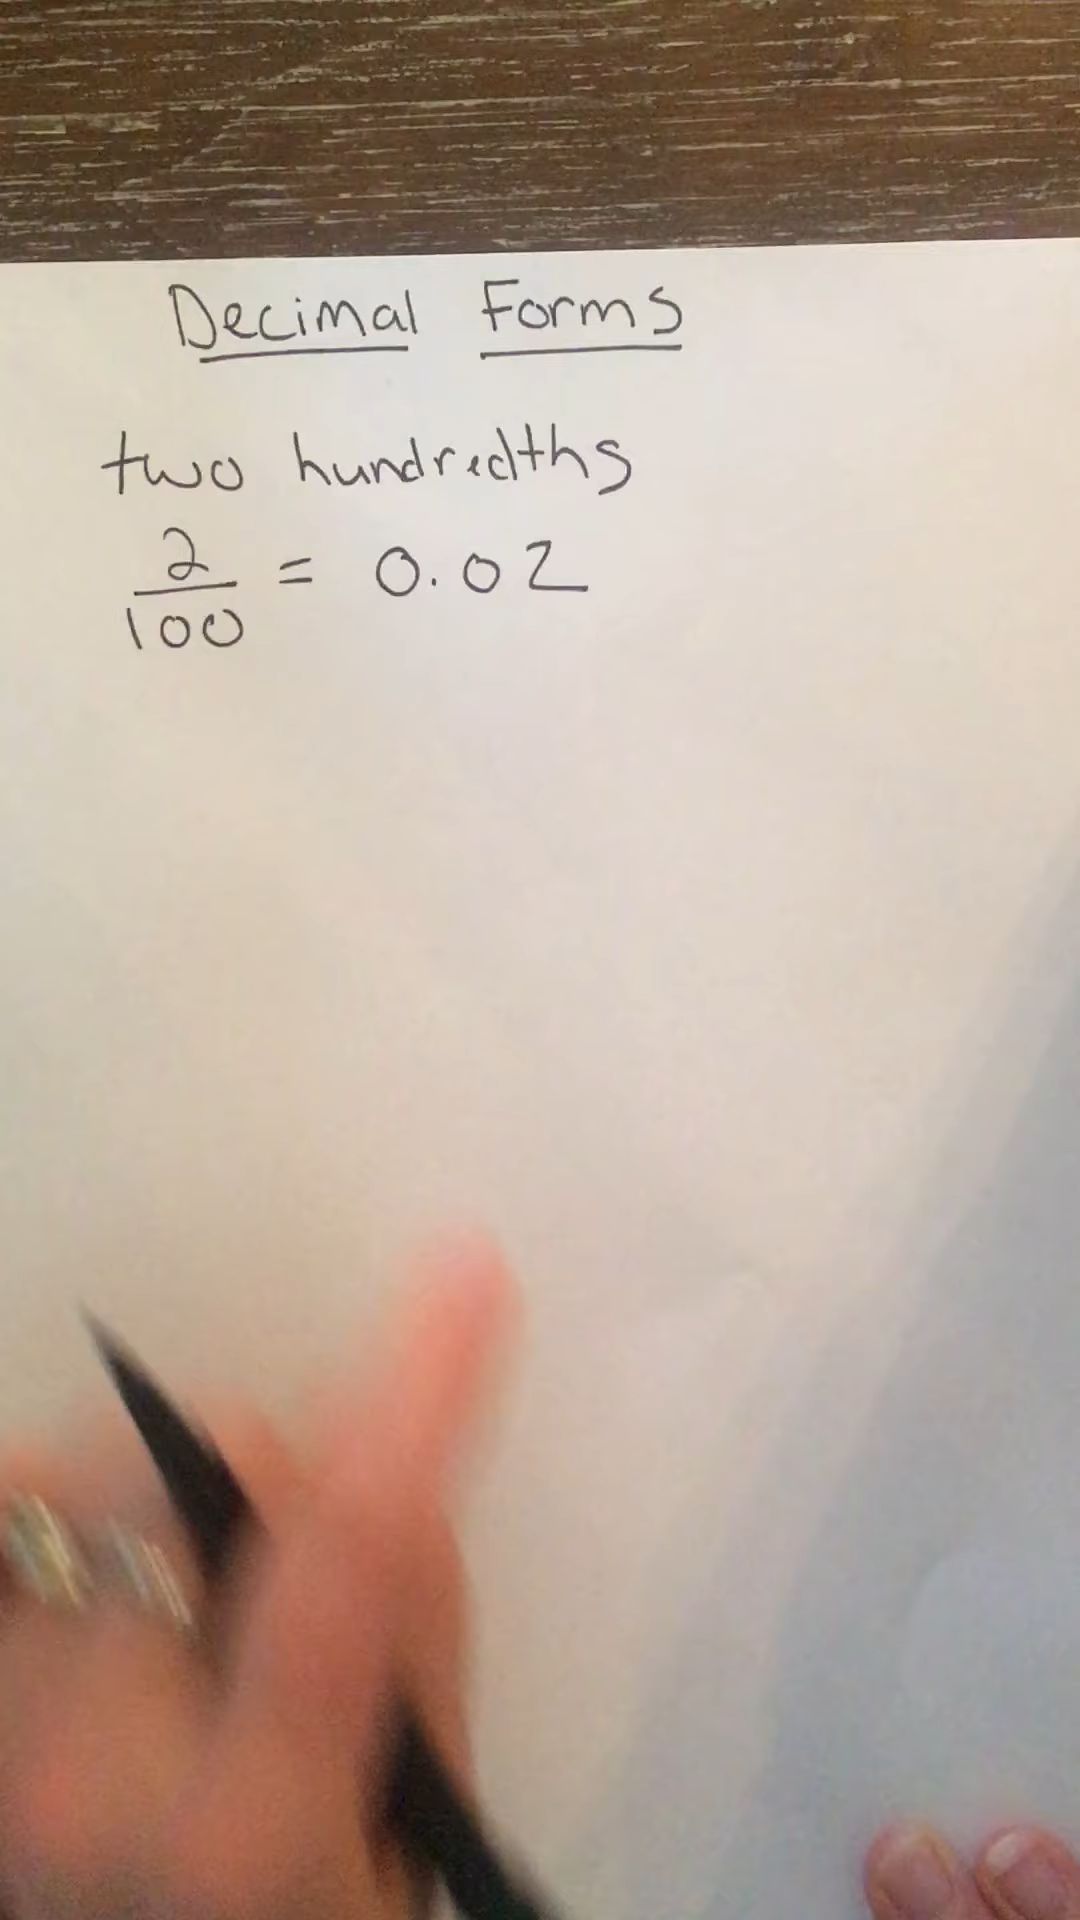 Decimal Forms
two hundredths
2/100 = 0.02